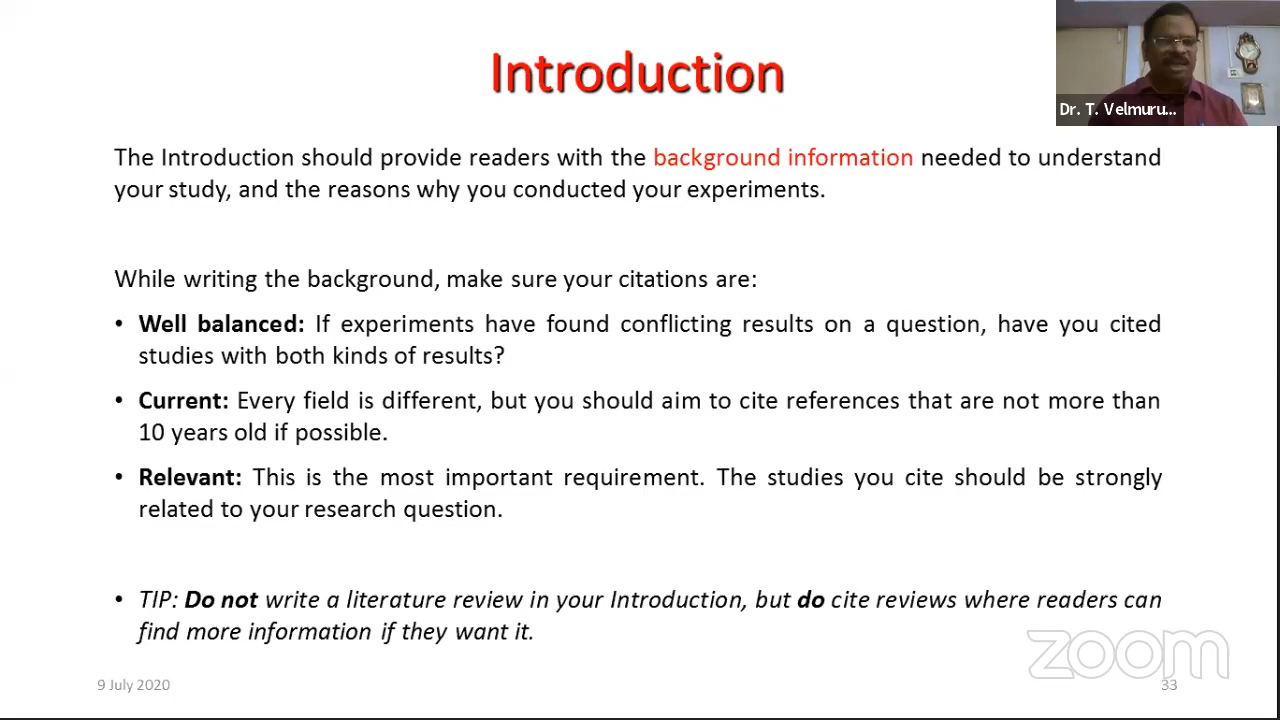 Introduction
Dr. T. Velmuru...
The Introduction should provide readers with the background information needed to understand
your study, and the reasons why you conducted your experiments.
While writing the background, make sure your citations are:
• Well balanced: If experiments have found conflicting results on a question, have you cited
studies with both kinds of results?
• Current: Every field is different, but you should aim to cite references that are not more than
10 years old if possible.
• Relevant: This is the most important requirement. The studies you cite should be strongly
related to your research question.
• TIP: Do not write a literature review in your Introduction, but do cite reviews where readers can
find more information if they want it.
zoom
9 July 2020
33